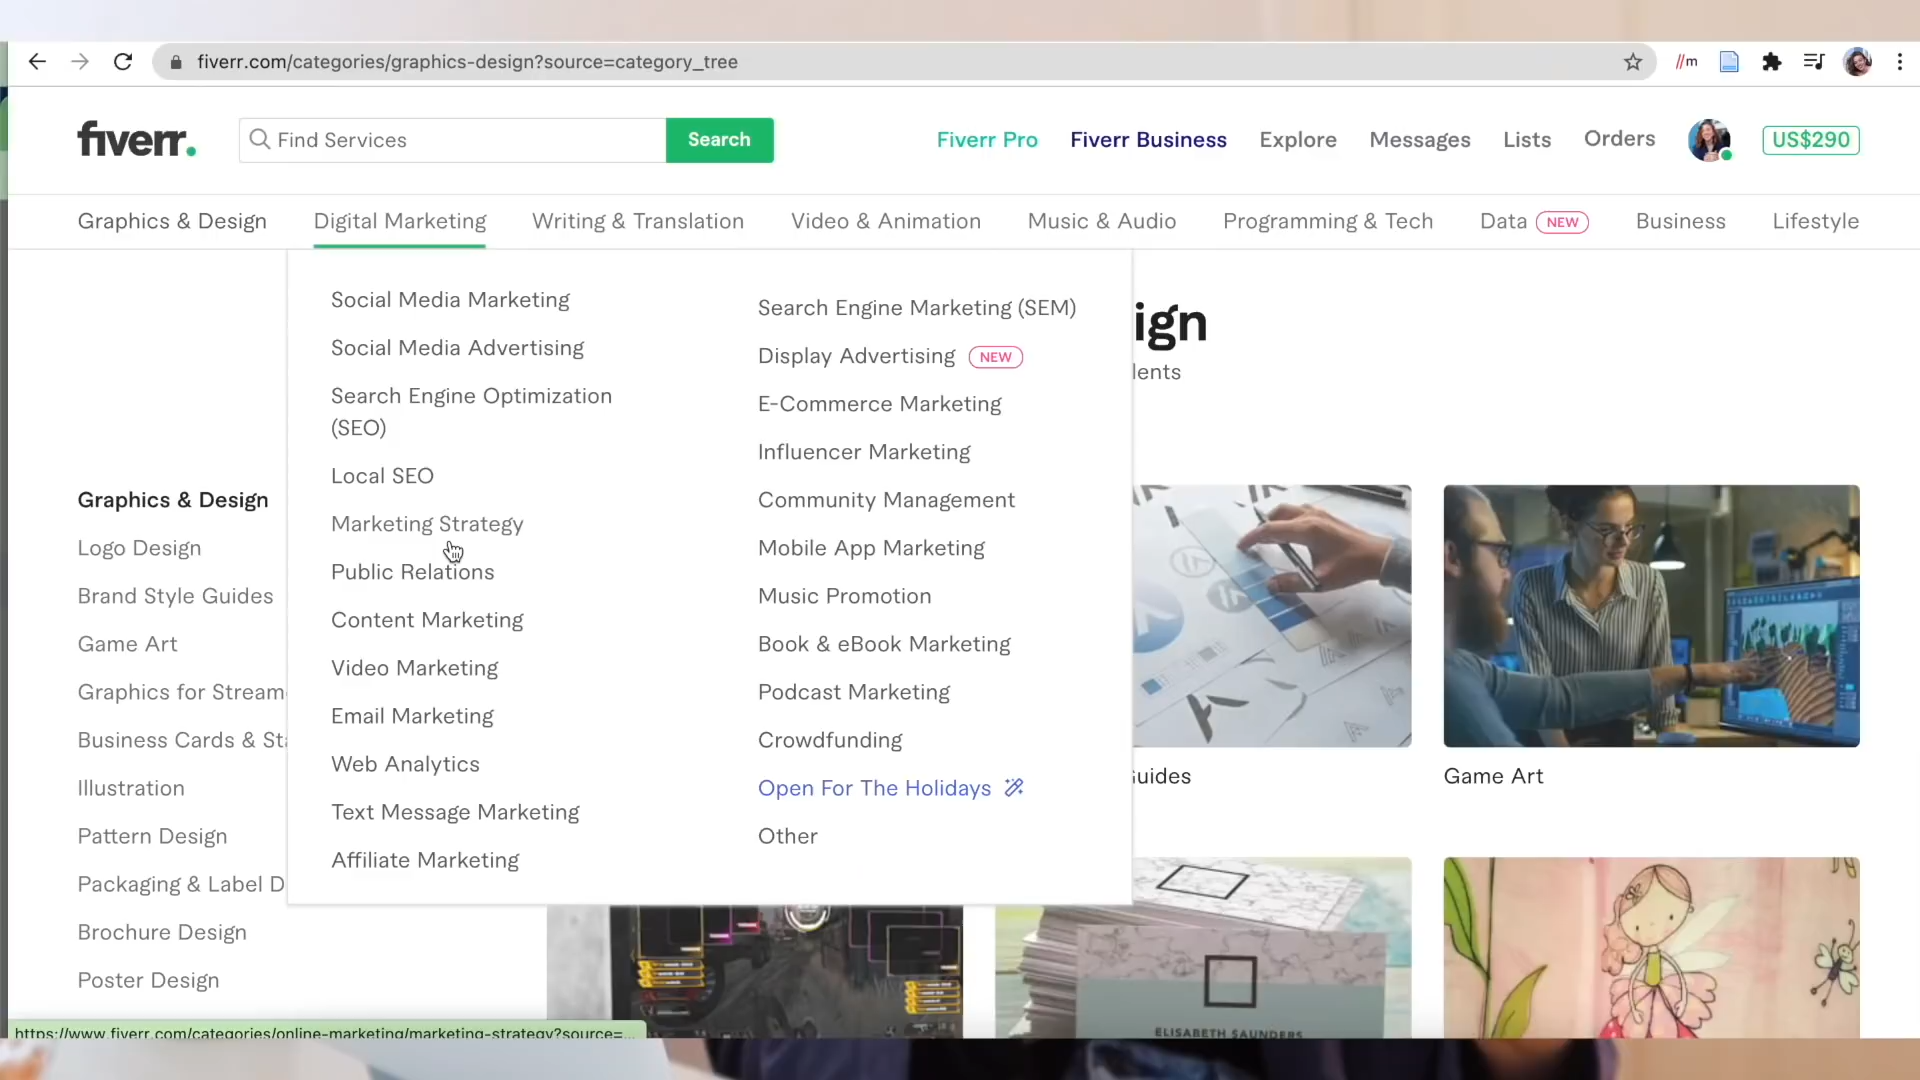 fiverr.com/categories/graphics-design?source=category_tree
//m
fiverr.
Find Services
Search
Fiverr Pro
Fiverr Business
Explore
Messages
Lists
Orders
US$290
Graphics & Design
Digital Marketing
Writing & Translation
Video & Animation
Music & Audio
Programming & Tech
Data NEW
Business
Lifestyle
Social Media Marketing
Social Media Advertising
Search Engine Optimization
(SEO)
Local SEO
Marketing Strategy
Public Relations
Content Marketing
Video Marketing
Email Marketing
Web Analytics
Text Message Marketing
Affiliate Marketing
Search Engine Marketing (SEM)
Display Advertising NEW
E-Commerce Marketing
Influencer Marketing
Community Management
Mobile App Marketing
Music Promotion
Book & eBook Marketing
Podcast Marketing
Crowdfunding
Open For The Holidays
Other
ign
lents
Graphics & Design
Logo Design
Brand Style Guides
Game Art
Graphics for Stream
Business Cards & Sta
Illustration
Pattern Design
Packaging & Label D
Brochure Design
Poster Design
uides
Game Art
ELISABETH SAUNDERS
https://www.fiverr.com/categories/online-marketing/marketing-strategy?source=...